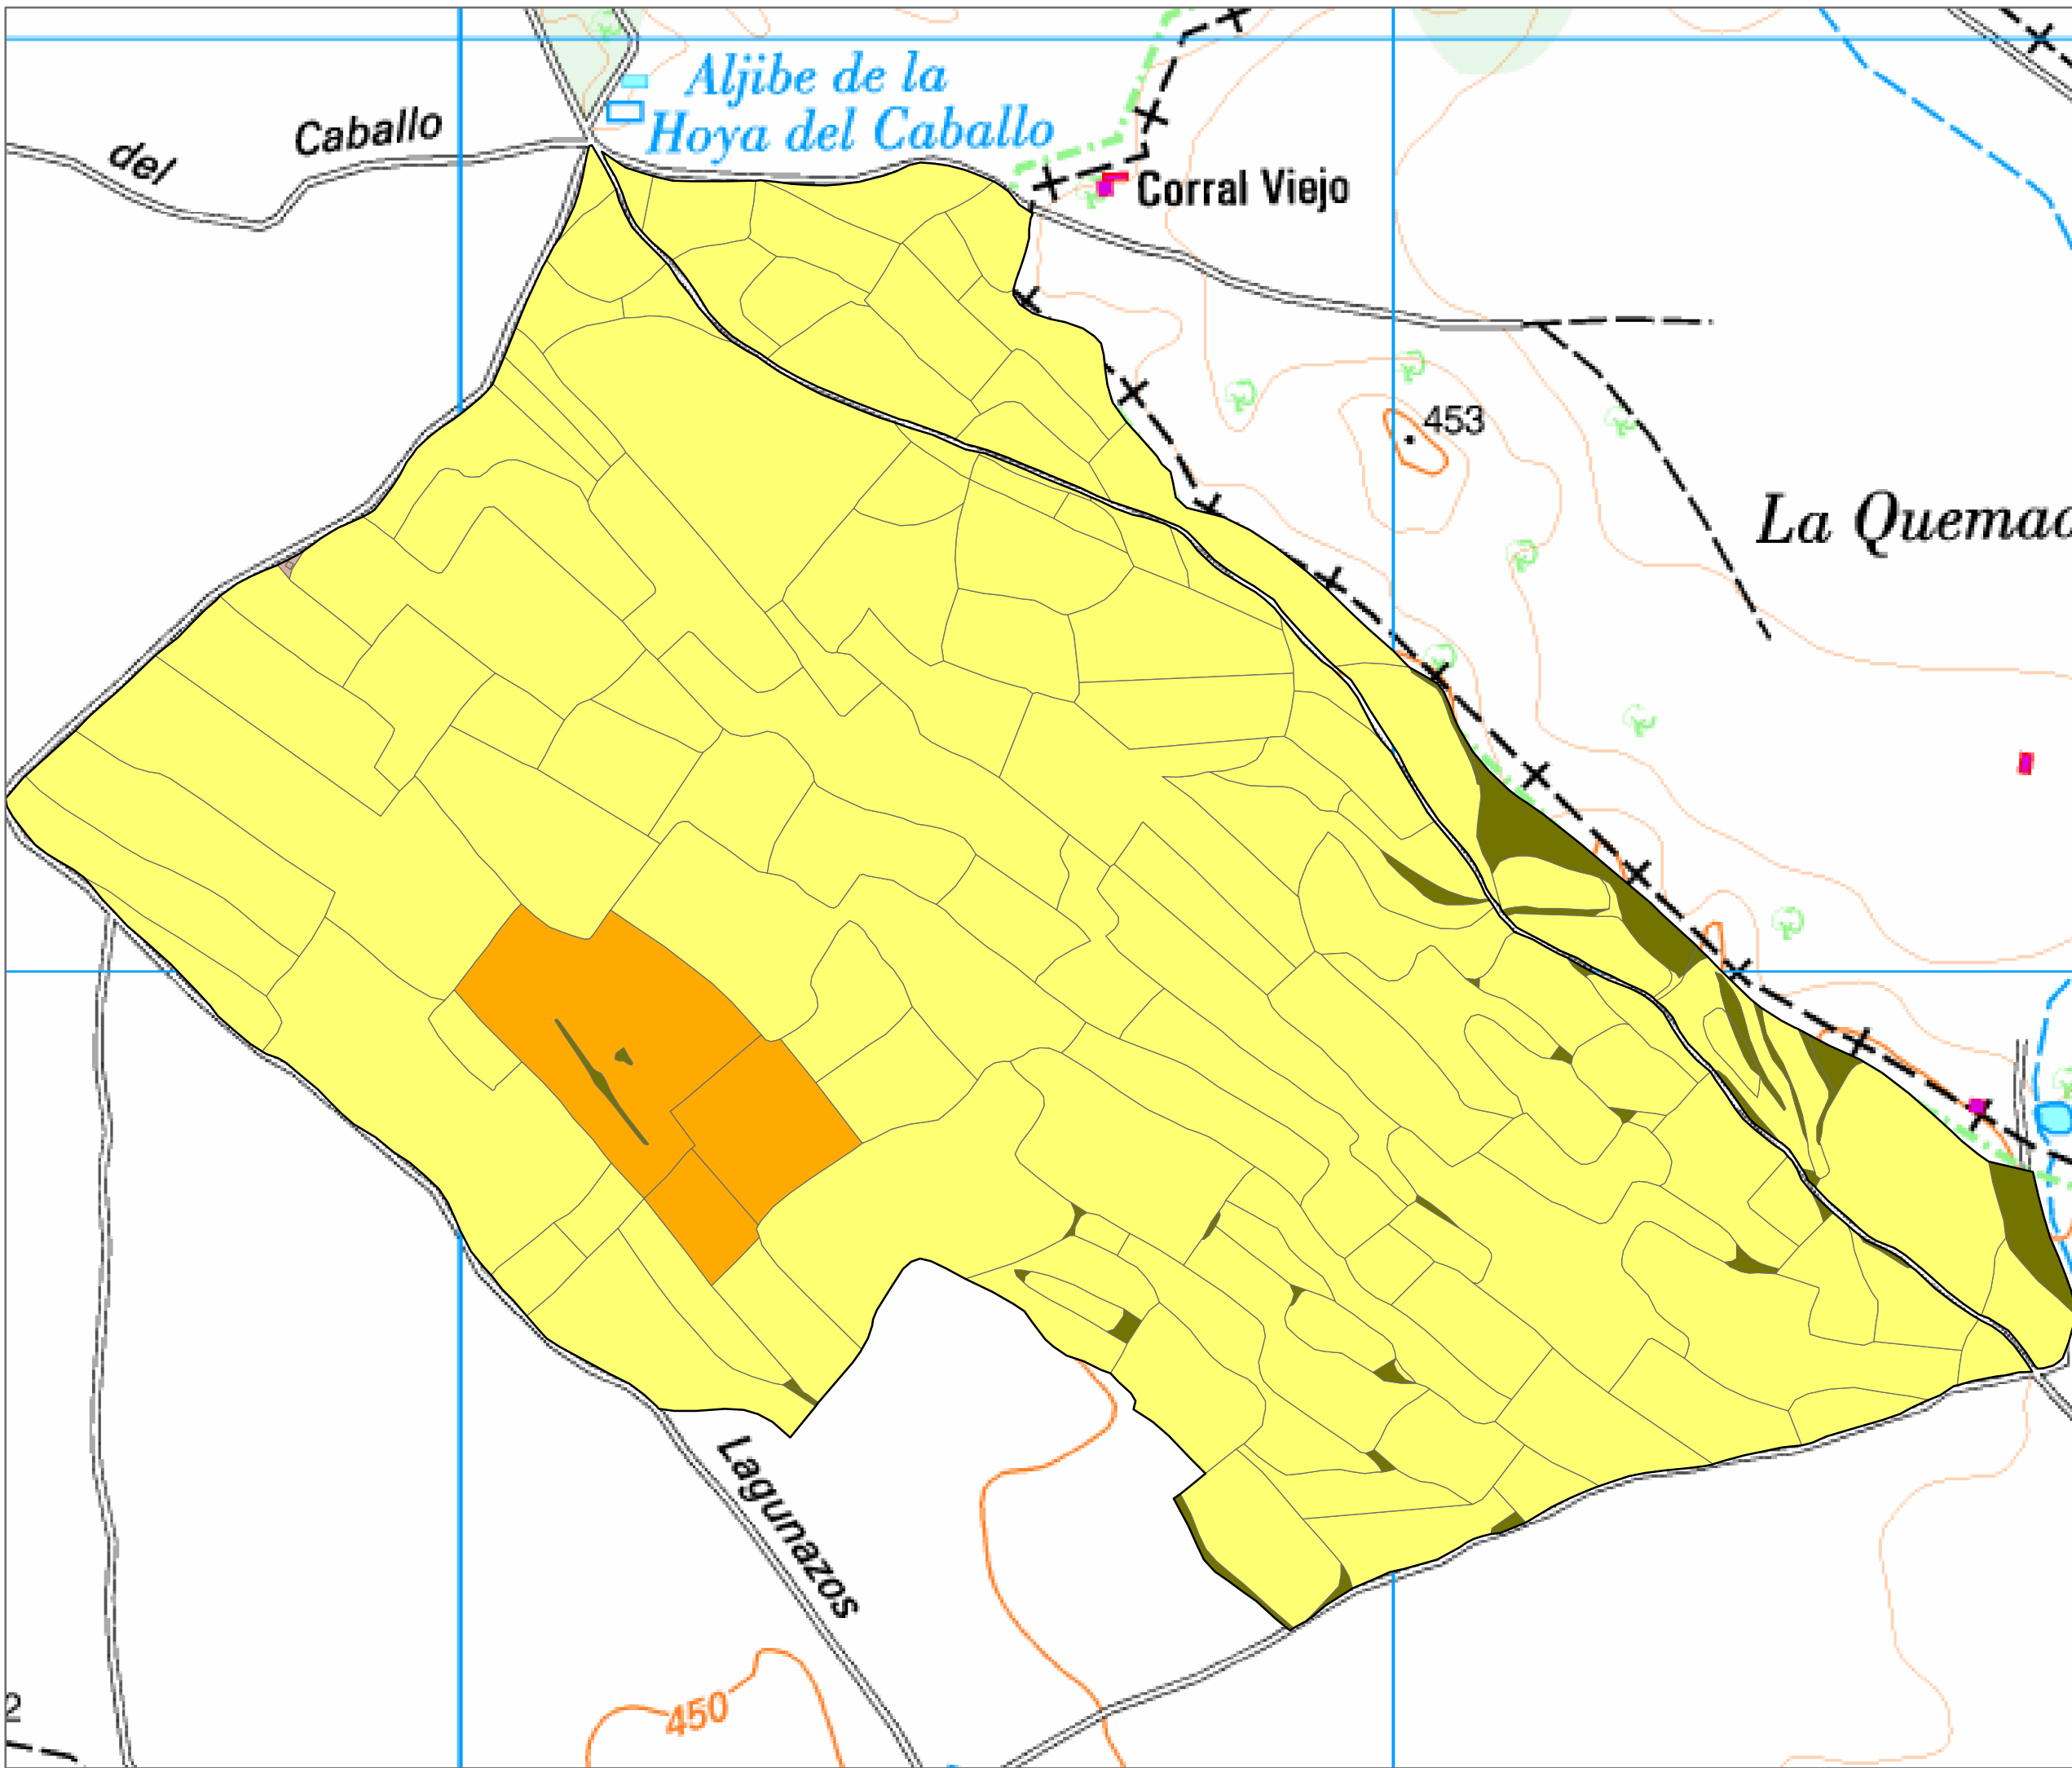 Aljibe de la
Hoya del Caballo
del Caballo
Corral Viejo
453
La Quemad
Lagunazos
450
2